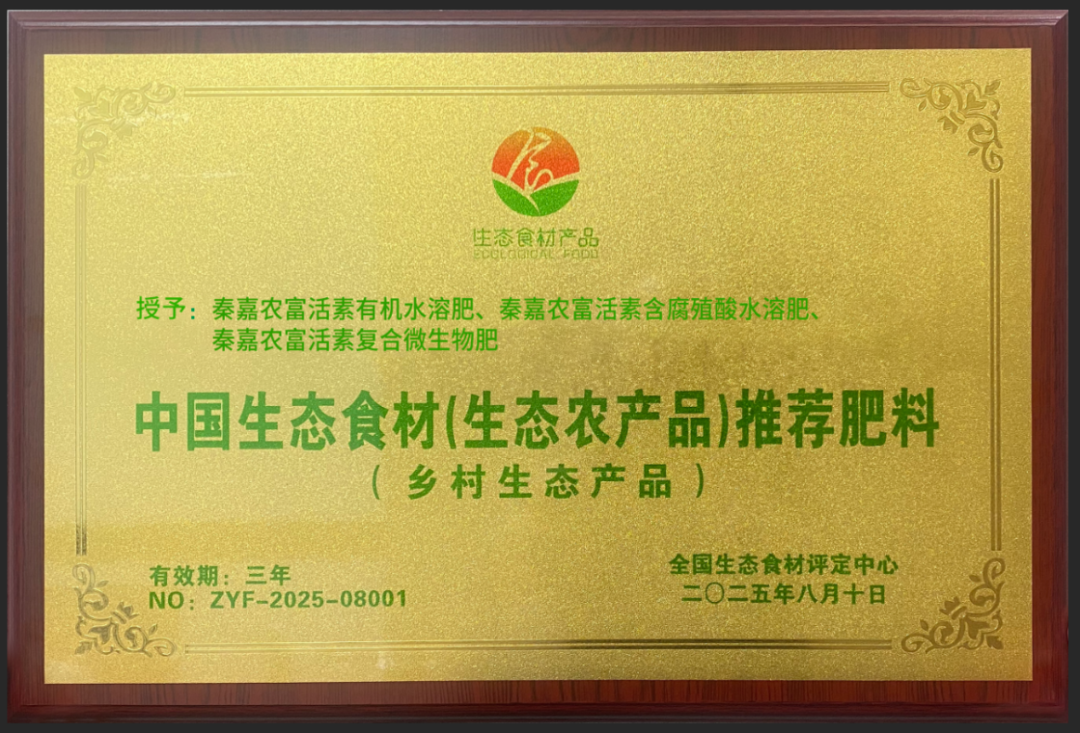 生态食材产品
ECOLOGICAL FOOD
授予：秦嘉农富活素有机水溶肥、秦嘉农富活素含腐殖酸水溶肥、
秦嘉农富活素复合微生物肥
中国生态食材(生态农产品)推荐肥料
（乡村生态产品）
有效期：三年
NO：ZYF-2025-08001
全国生态食材评定中心
二〇二五年八月十日